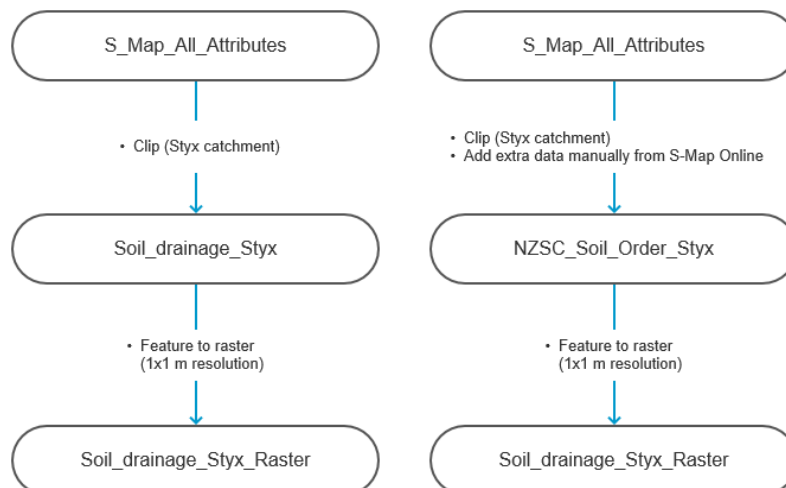 S_Map_All_Attributes
• Clip (Styx catchment)
Soil_drainage_Styx
• Feature to raster
(1x1 m resolution)
Soil_drainage_Styx_Raster
S_Map_All_Attributes
• Clip (Styx catchment)
• Add extra data manually from S-Map Online
NZSC_Soil_Order_Styx
• Feature to raster
(1x1 m resolution)
Soil_drainage_Styx_Raster